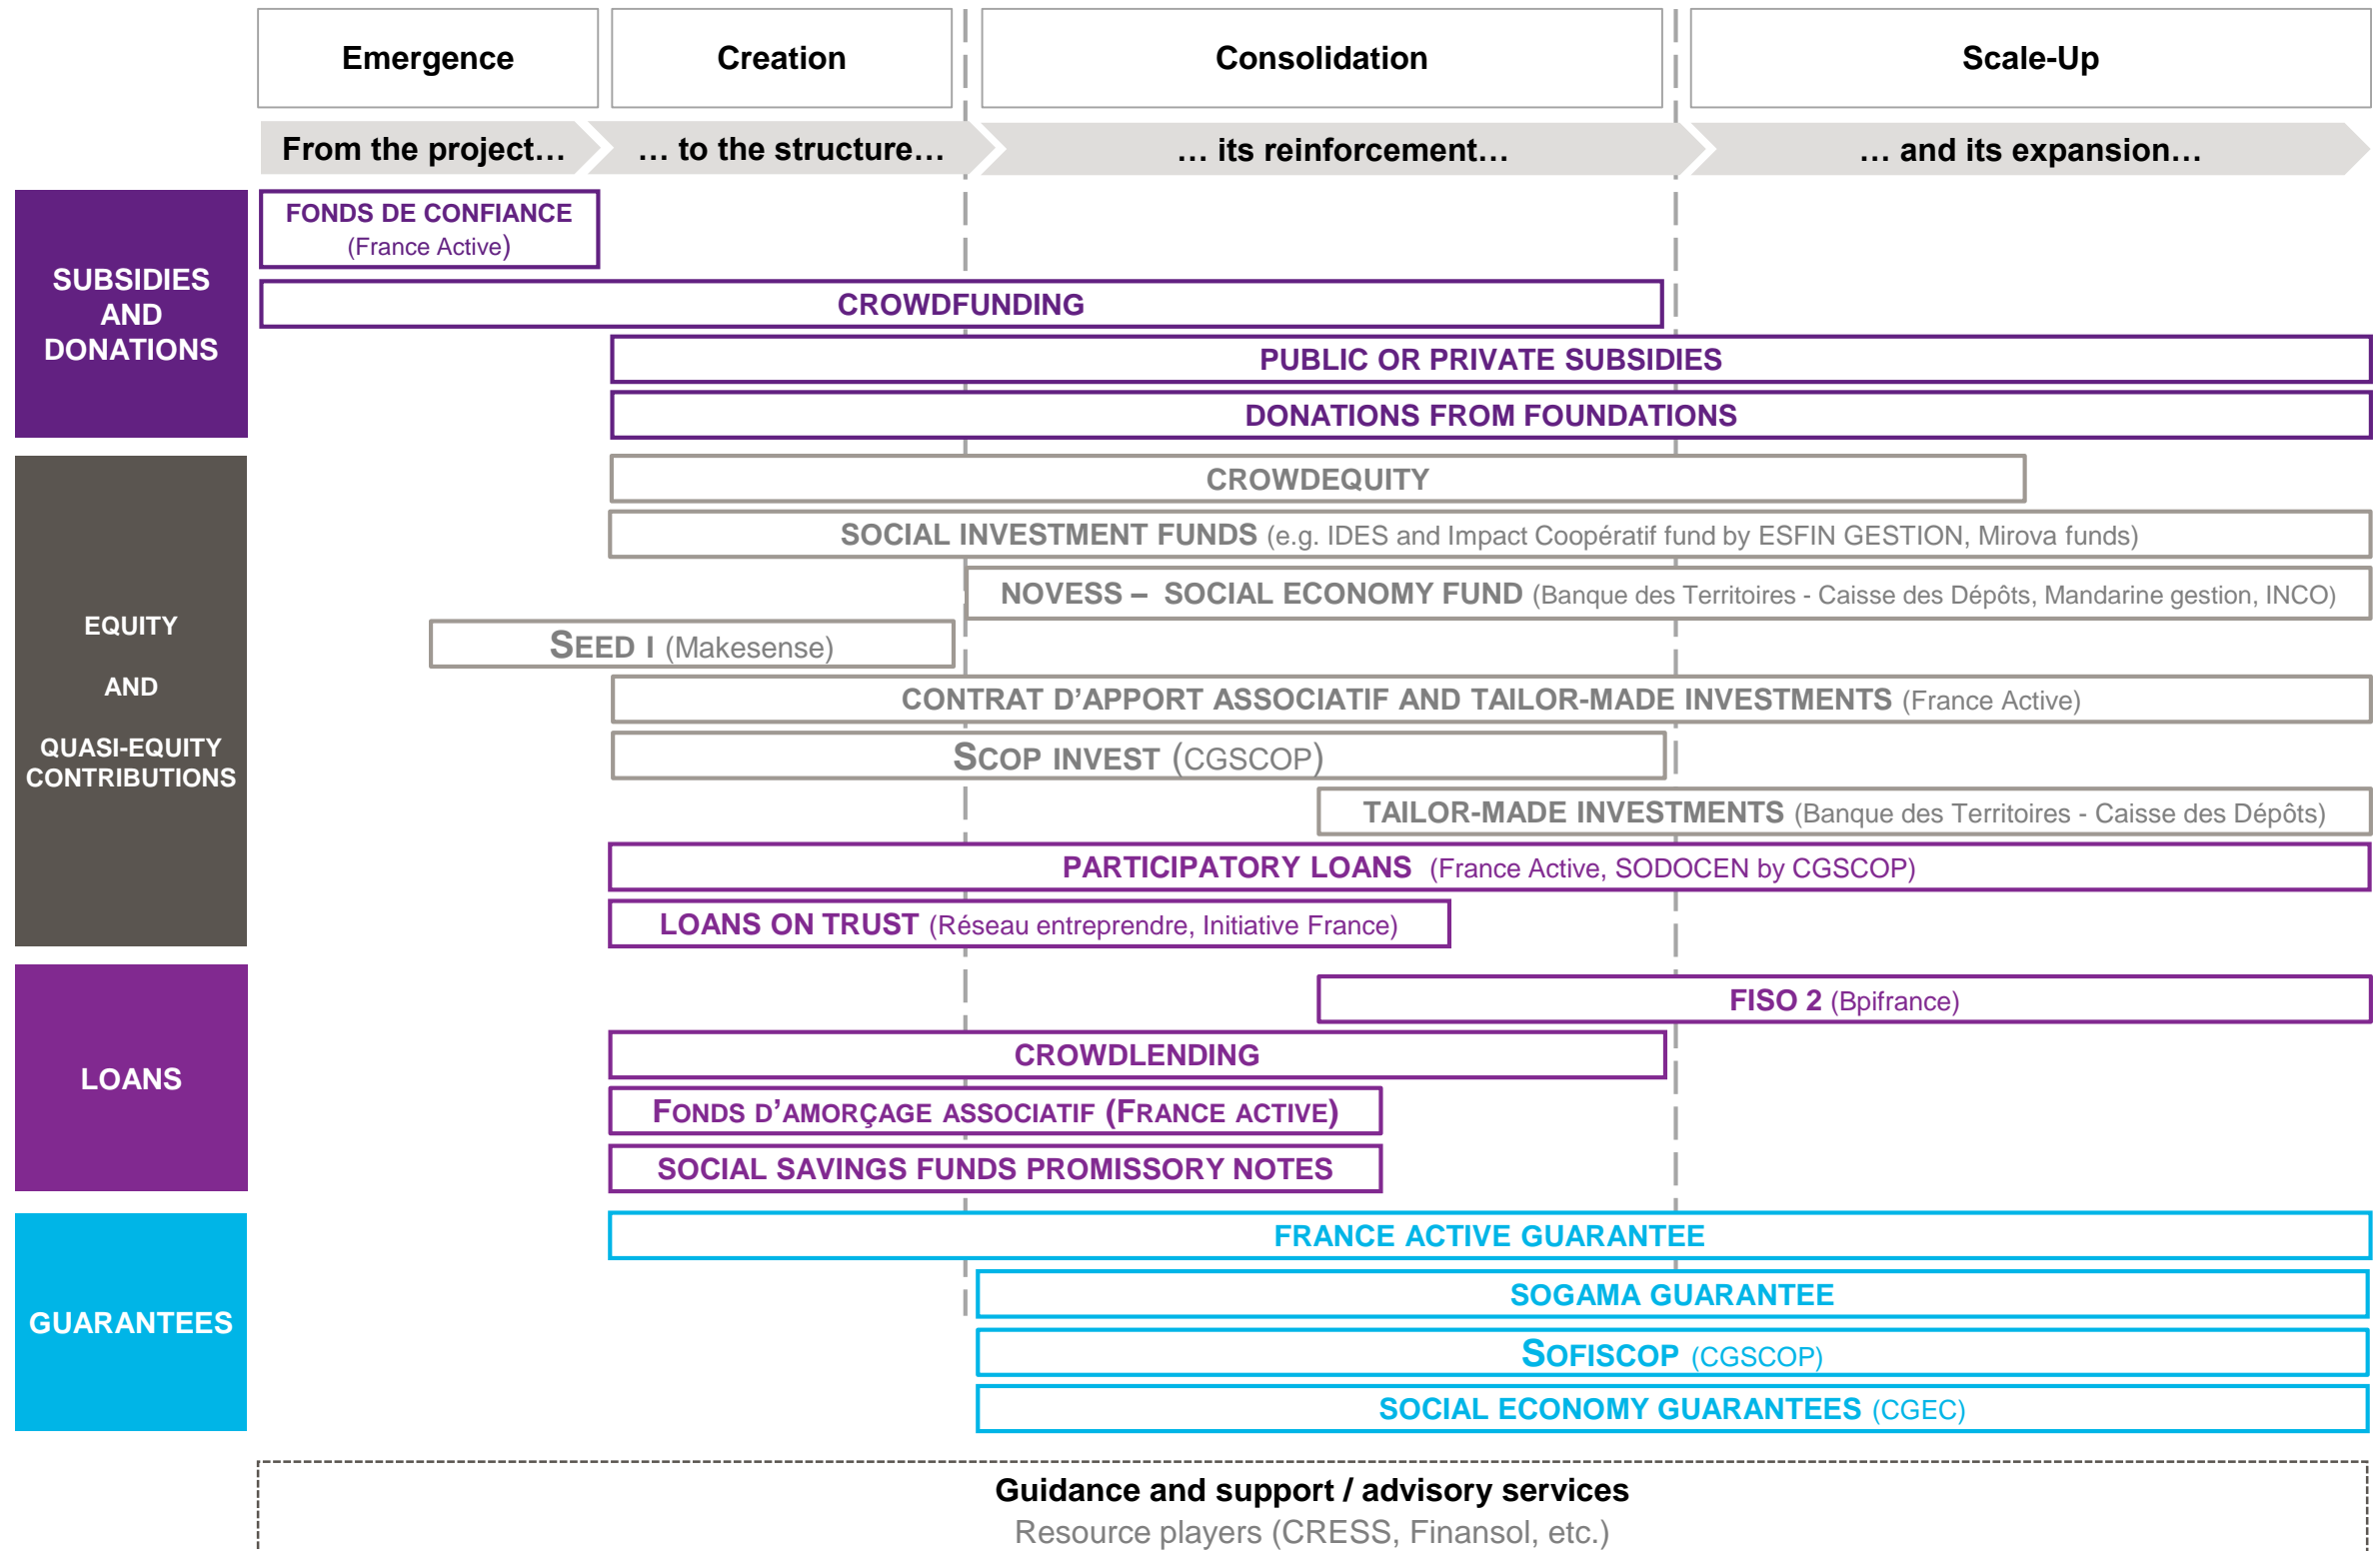 Emergence
Creation
Consolidation
Scale-Up
From the project…
… to the structure…
… its reinforcement…
… and its expansion…
SUBSIDIES
AND
DONATIONS
FONDS DE CONFIANCE
(France Active)
CROWDFUNDING
PUBLIC OR PRIVATE SUBSIDIES
DONATIONS FROM FOUNDATIONS
EQUITY
AND
QUASI-EQUITY
CONTRIBUTIONS
CROWDEQUITY
SOCIAL INVESTMENT FUNDS (e.g. IDES and Impact Coopératif fund by ESFIN GESTION, Mirova funds)
NOVESS – SOCIAL ECONOMY FUND (Banque des Territoires - Caisse des Dépôts, Mandarine gestion, INCO)
SEED I (Makesense)
CONTRAT D'APPORT ASSOCIATIF AND TAILOR-MADE INVESTMENTS (France Active)
SCOP INVEST (CGSCOP)
TAILOR-MADE INVESTMENTS (Banque des Territoires - Caisse des Dépôts)
PARTICIPATORY LOANS (France Active, SODOCEN by CGSCOP)
LOANS ON TRUST (Réseau entreprendre, Initiative France)
LOANS
FISO 2 (Bpifrance)
CROWDLENDING
FONDS D'AMORÇAGE ASSOCIATIF (FRANCE ACTIVE)
SOCIAL SAVINGS FUNDS PROMISSORY NOTES
GUARANTEES
FRANCE ACTIVE GUARANTEE
SOGAMA GUARANTEE
SOFISCOP (CGSCOP)
SOCIAL ECONOMY GUARANTEES (CGEC)
Guidance and support / advisory services
Resource players (CRESS, Finansol, etc.)